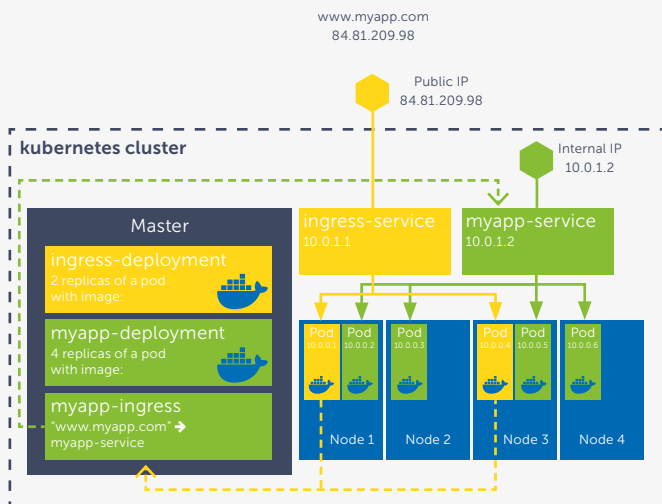 www.myapp.com
84.81.209.98
Public IP
84.81.209.98
kubernetes cluster
Internal IP
10.0.1.2
Master
ingress-deployment
2 replicas of a pod
with image:
myapp-deployment
4 replicas of a pod
with image:
myapp-ingress
"www.myapp.com" →
myapp-service
ingress-service
10.0.1.1
myapp-service
10.0.1.2
Pod
10.0.0.1
Pod
10.0.0.2
Node 1
Pod
10.0.0.3
Node 2
Pod
10.0.0.4
Pod
10.0.0.5
Node 3
Pod
10.0.0.6
Node 4